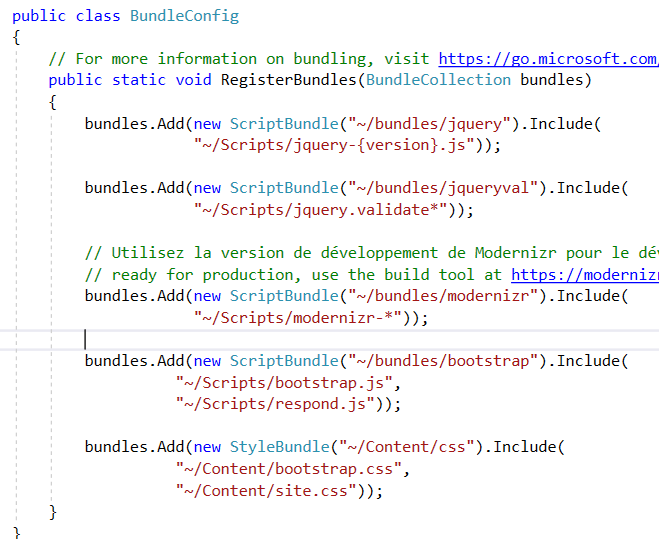 public class BundleConfig
{
// For more information on bundling, visit https://go.microsoft.com/
public static void RegisterBundles(BundleCollection bundles)
{
bundles.Add(new ScriptBundle("~/bundles/jquery").Include(
"~/Scripts/jquery-{version}.js"));
bundles.Add(new ScriptBundle("~/bundles/jqueryval").Include(
"~/Scripts/jquery.validate*"));
// Utilisez la version de développement de Modernizr pour le
// ready for production, use the build tool at
bundles.Add(new ScriptBundle("~/bundles/modernizr").Include(
"~/Scripts/modernizr-*"));
bundles.Add(new ScriptBundle("~/bundles/bootstrap").Include(
"~/Scripts/bootstrap.js",
"~/Scripts/respond.js"));
bundles.Add(new StyleBundle("~/Content/css").Include(
"~/Content/bootstrap.css",
"~/Content/site.css"));
}
}